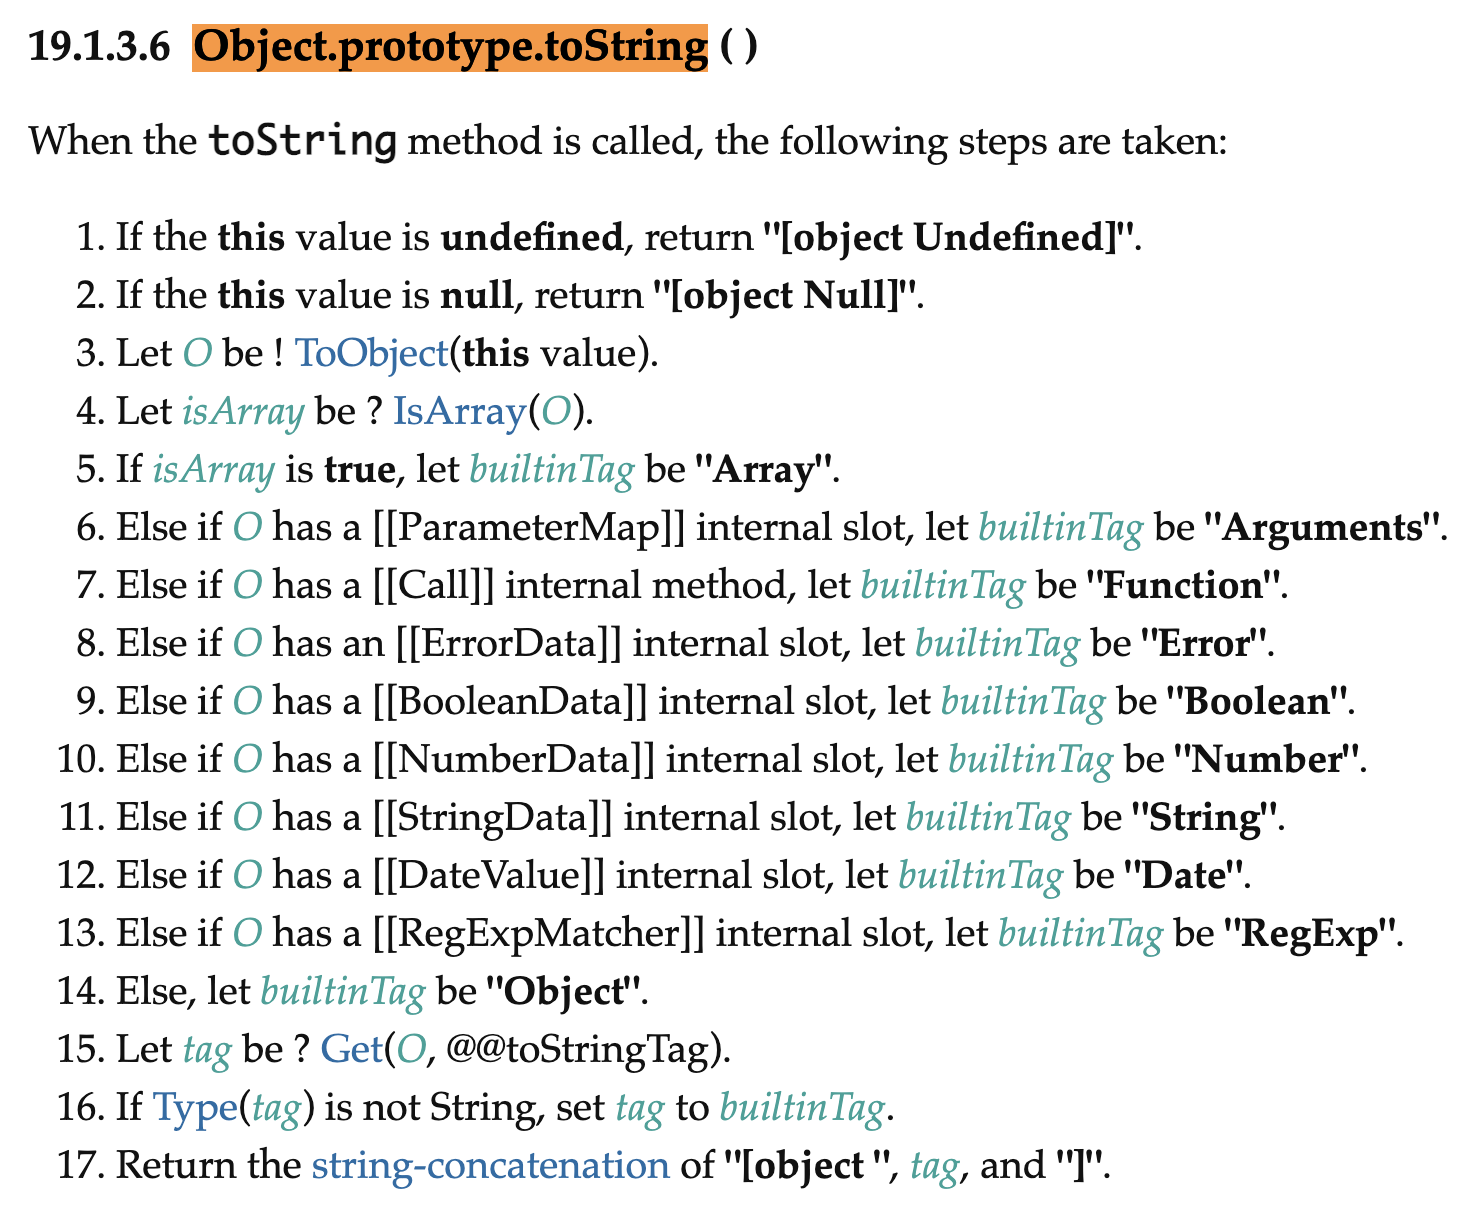 19.1.3.6 Object.prototype.toString ( )
When the toString method is called, the following steps are taken:
1. If the this value is undefined, return "[object Undefined]".
2. If the this value is null, return "[object Null]".
3. Let O be ! ToObject(this value).
4. Let isArray be ? IsArray(O).
5. If isArray is true, let builtinTag be "Array".
6. Else if O has a [[ParameterMap]] internal slot, let builtinTag be "Arguments".
7. Else if O has a [[Call]] internal method, let builtinTag be "Function".
8. Else if O has an [[ErrorData]] internal slot, let builtinTag be "Error".
9. Else if O has a [[BooleanData]] internal slot, let builtinTag be "Boolean".
10. Else if O has a [[NumberData]] internal slot, let builtinTag be "Number".
11. Else if O has a [[StringData]] internal slot, let builtinTag be "String".
12. Else if O has a [[DateValue]] internal slot, let builtinTag be "Date".
13. Else if O has a [[RegExpMatcher]] internal slot, let builtinTag be "RegExp".
14. Else, let builtinTag be "Object".
15. Let tag be ? Get(O, @@toStringTag).
16. If Type(tag) is not String, set tag to builtinTag.
17. Return the string-concatenation of "[object ", tag, and "]".